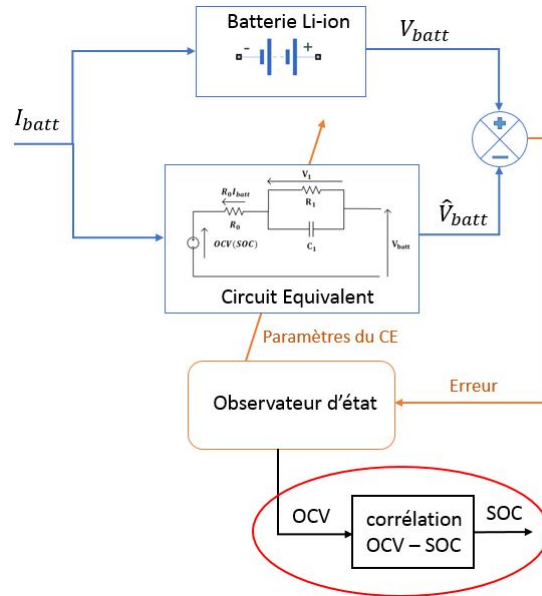 Batterie Li-ion
- +
V_batt
I_batt
+
−
V̂_batt
V₁
R₀I_batt
R₁
R₀
C₁
OCV(SOC)
V_batt
Circuit Equivalent
Paramètres du CE
Observateur d'état
Erreur
OCV
corrélation
OCV – SOC
SOC